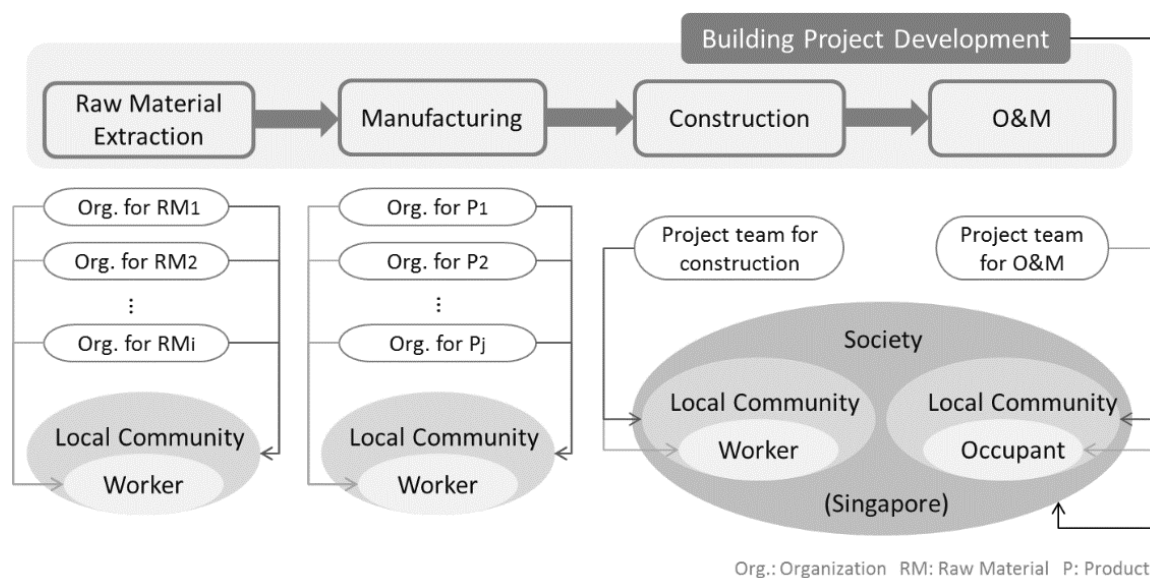 Building Project Development
Raw Material
Extraction
Manufacturing
Construction
O&M
Org. for RM1
Org. for RM2
⋮
Org. for RMi
Local Community
Worker
Org. for P1
Org. for P2
⋮
Org. for Pj
Local Community
Worker
Project team for
construction
Project team
for O&M
Society
Local Community
Worker
Local Community
Occupant
(Singapore)
Org.: Organization RM: Raw Material P: Product